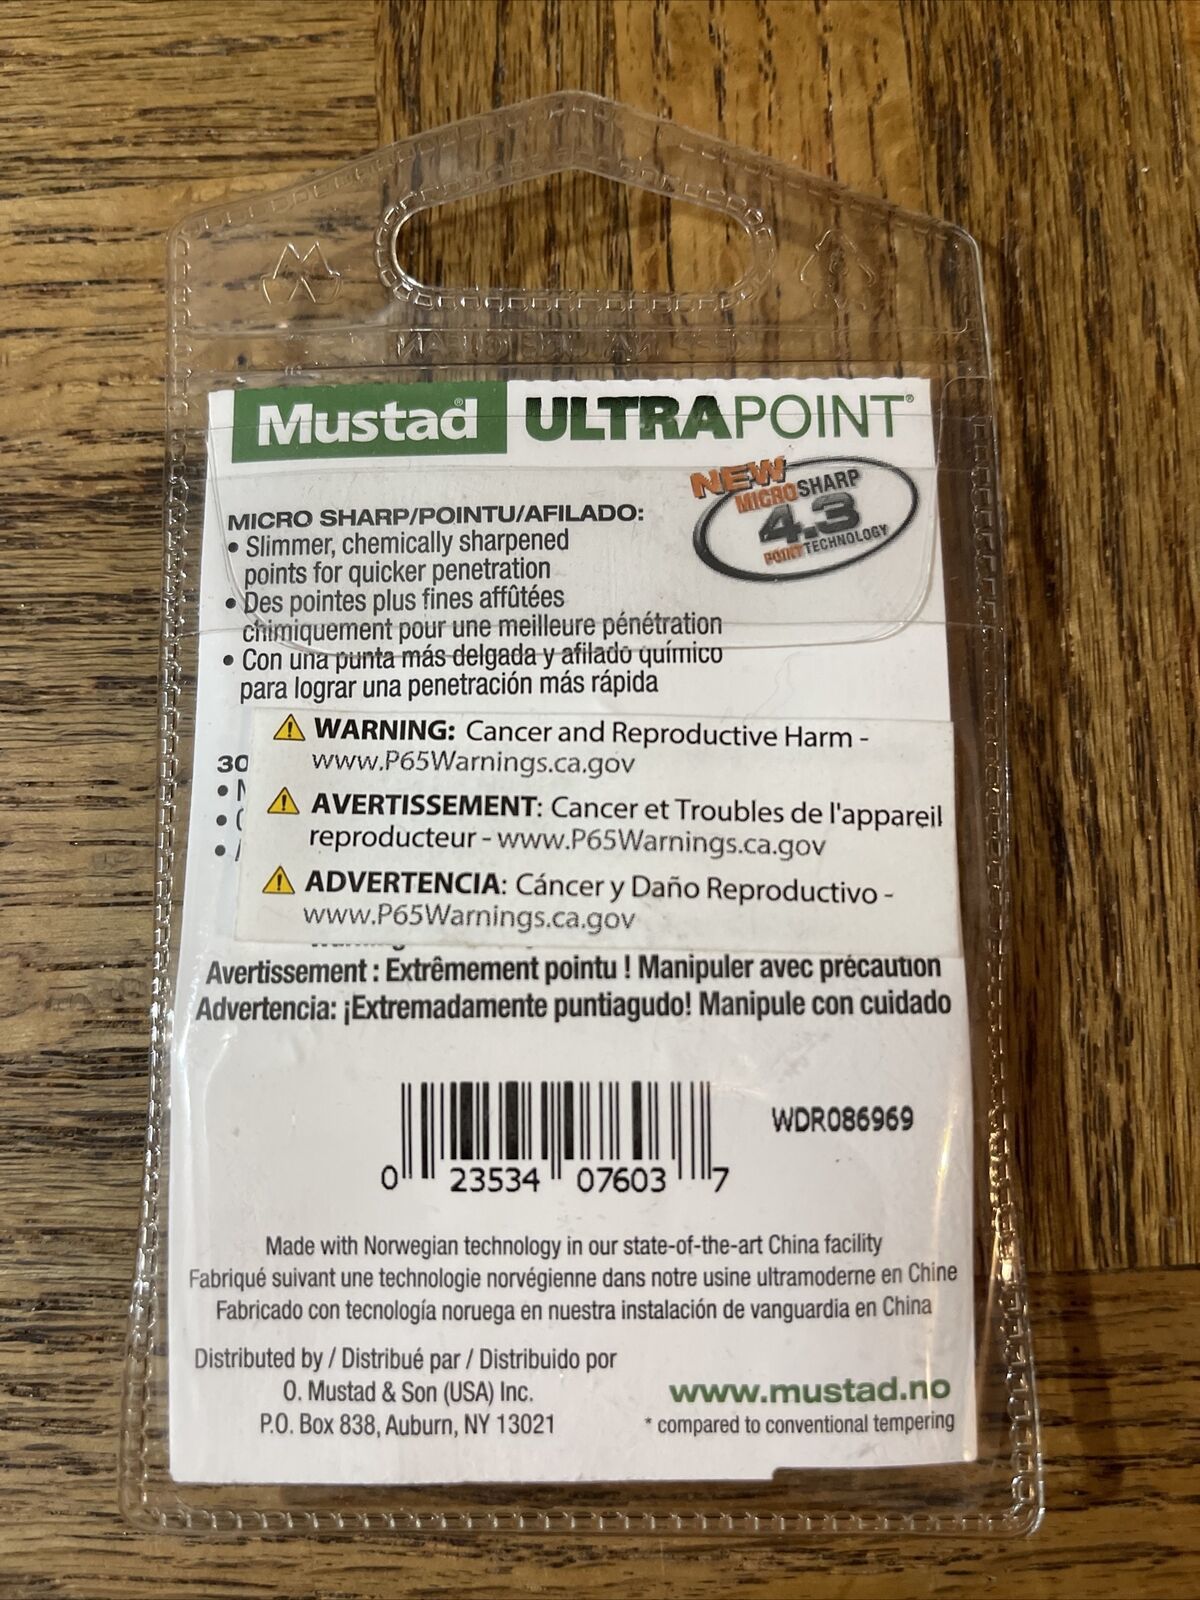 Mustad® ULTRAPOINT®
NEW
MICROSHARP
4.3
POINT TECHNOLOGY
MICRO SHARP/POINTU/AFILADO:
• Slimmer, chemically sharpened
points for quicker penetration
• Des pointes plus fines affûtées
chimiquement pour une meilleure pénétration
• Con una punta más delgada y afilado químico
para lograr una penetración más rápida
⚠ WARNING: Cancer and Reproductive Harm -
www.P65Warnings.ca.gov
30
⚠ AVERTISSEMENT: Cancer et Troubles de l'appareil
reproducteur - www.P65Warnings.ca.gov
⚠ ADVERTENCIA: Cáncer y Daño Reproductivo -
www.P65Warnings.ca.gov
Avertissement : Extrêmement pointu ! Manipuler avec précaution
Advertencia: ¡Extremadamente puntiagudo! Manipule con cuidado
WDR086969
0 23534 07603 7
Made with Norwegian technology in our state-of-the-art China facility
Fabriqué suivant une technologie norvégienne dans notre usine ultramoderne en Chine
Fabricado con tecnología noruega en nuestra instalación de vanguardia en China
Distributed by / Distribué par / Distribuido por
O. Mustad & Son (USA) Inc.
P.O. Box 838, Auburn, NY 13021
www.mustad.no
* compared to conventional tempering